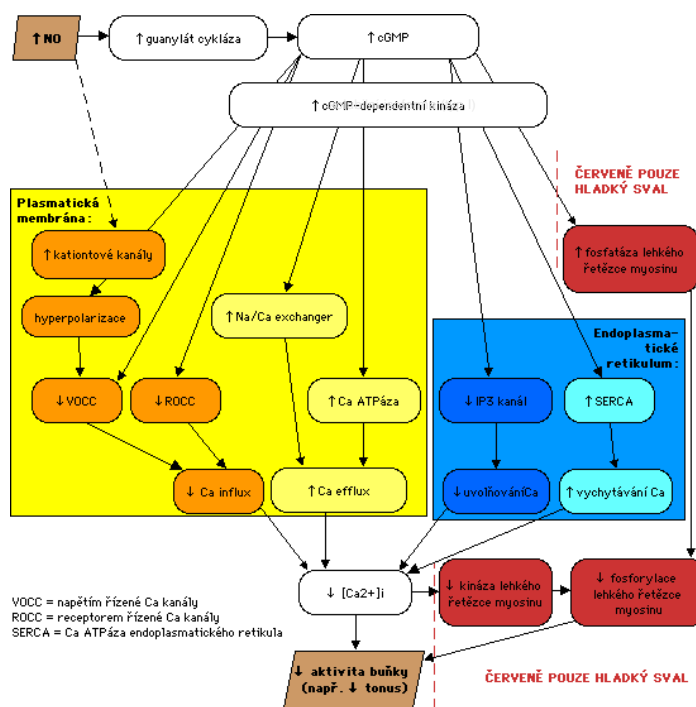 ↑ NO
↑ guanylát cykláza
↑ cGMP
↑ cGMP-dependentní kináza
ČERVENĚ POUZE
HLADKÝ SVAL
Plasmatická
membrána:
↑ kationtové kanály
↑ fosfatáza lehkého
řetězce myosinu
hyperpolarizace
↑ Na/Ca exchanger
Endoplasma-
tické
retikulum:
↓ VOCC
↓ ROCC
↑ Ca ATPáza
↓ IP3 kanál
↑ SERCA
↓ Ca influx
↑ Ca efflux
↓ uvolňováníCa
↑ vychytávání Ca
↓ [Ca2+]i
↓ kináza lehkého
řetězce myosinu
↓ fosforylace
lehkého řetězce
myosinu
VOCC = napětím řízené Ca kanály
ROCC = receptorem řízené Ca kanály
SERCA = Ca ATPáza endoplasmatického retikula
↓ aktivita buňky
(např. ↓ tonus)
ČERVENĚ POUZE HLADKÝ SVAL